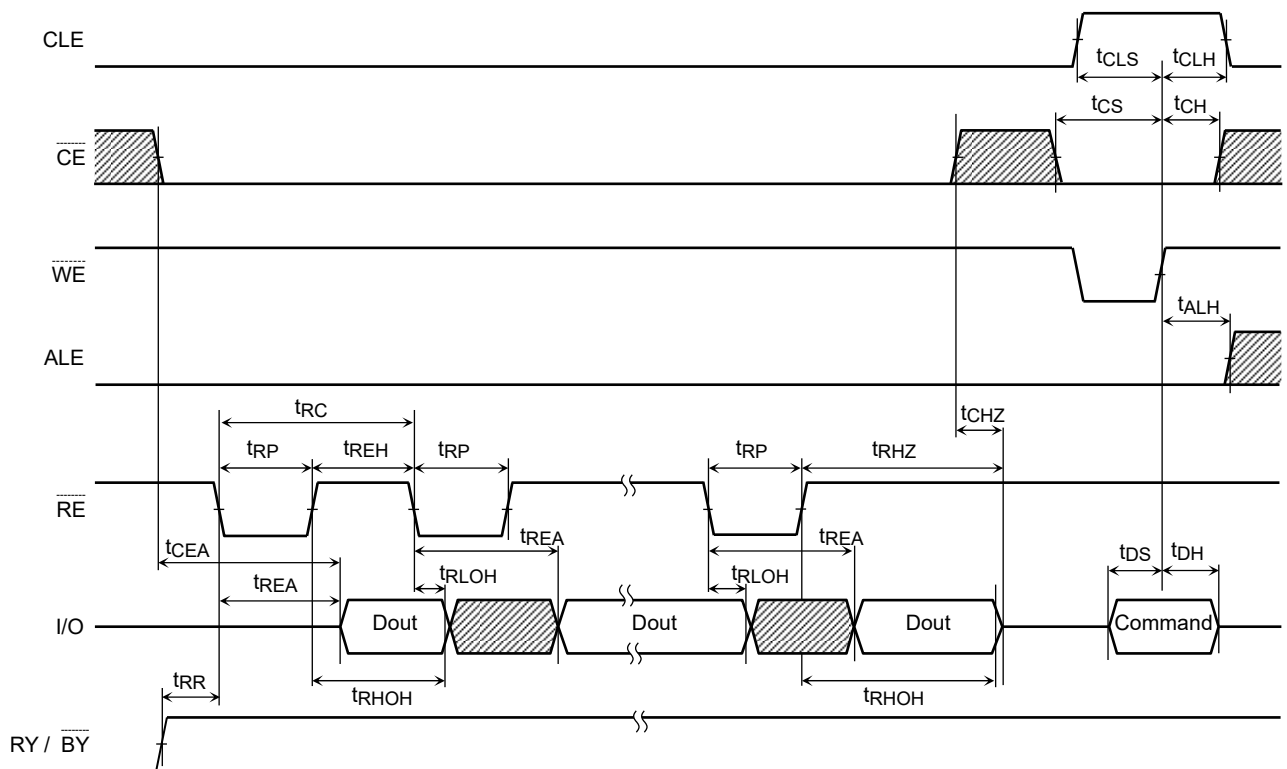 CLE
tCLS
tCLH
tCS
tCH
CE
WE
tALH
ALE
tRC
tCHZ
tRP
tREH
tRP
tRP
tRHZ
RE
tREA
tREA
tCEA
tDS
tDH
tREA
tRLOH
tRLOH
I/O
Dout
Dout
Dout
Command
tRR
tRHOH
tRHOH
RY / BY